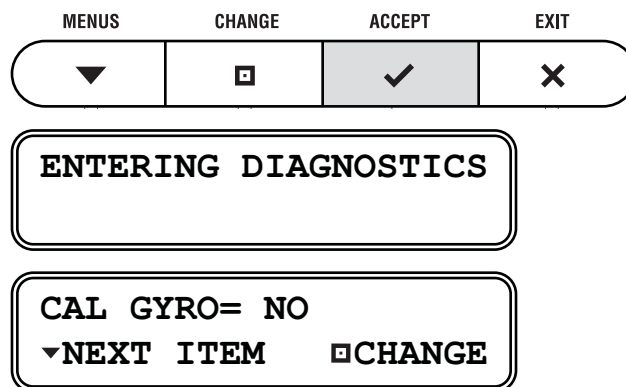 MENUS CHANGE ACCEPT EXIT
ENTERING DIAGNOSTICS
CAL GYRO= NO
▼NEXT ITEM ⊡CHANGE